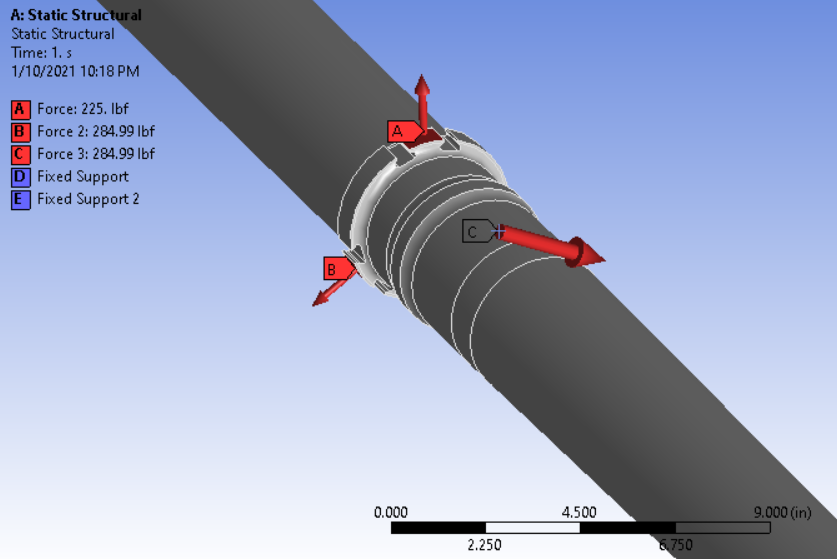 A: Static Structural
Static Structural
Time: 1. s
1/10/2021 10:18 PM
A Force: 225. lbf
B Force 2: 284.99 lbf
C Force 3: 284.99 lbf
D Fixed Support
E Fixed Support 2
A
C
B
0.000 4.500 9.000 (in)
2.250 6.750